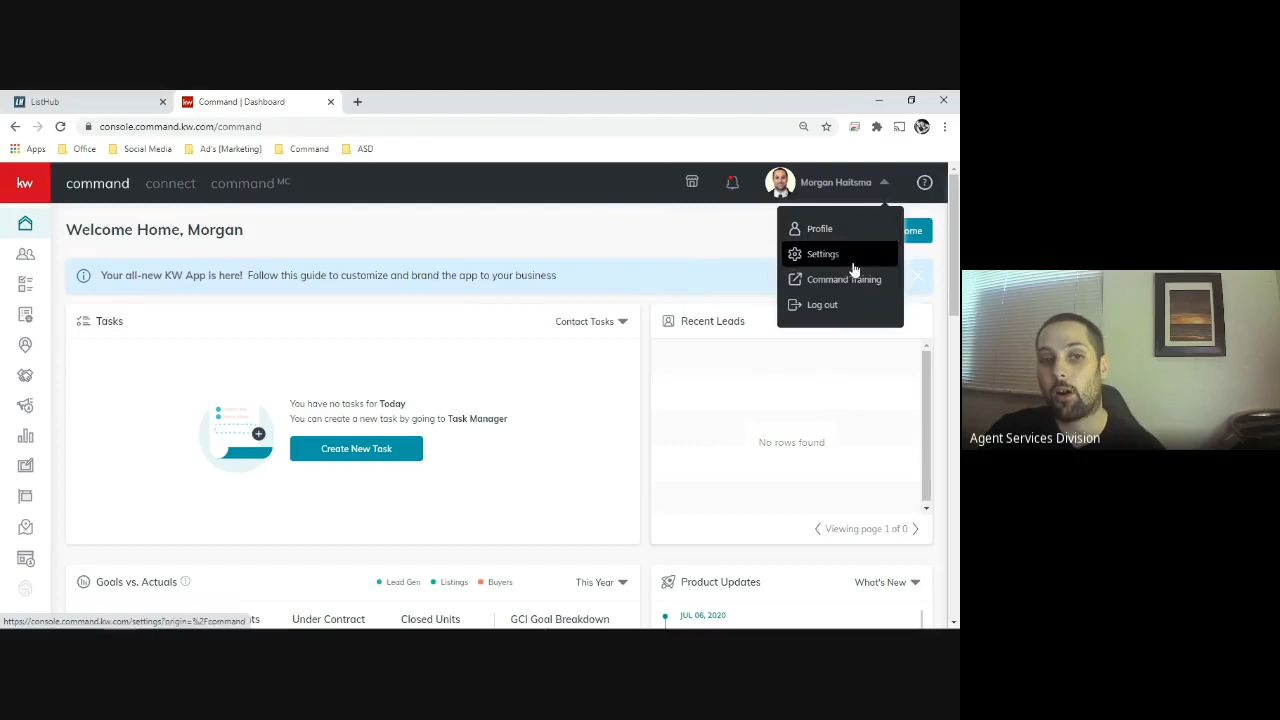 ListHub
Command | Dashboard
console.command.kw.com/command
Apps Office Social Media Ad's [Marketing] Command ASD
kw command connect command MC Morgan Haitsma
Welcome Home, Morgan
ome
Profile
Settings
Command Training
Log out
Your all-new KW App is here! Follow this guide to customize and brand the app to your business
Tasks
Contact Tasks
You have no tasks for Today
You can create a new task by going to Task Manager
Create New Task
Recent Leads
No rows found
Viewing page 1 of 0
Goals vs. Actuals
Lead Gen Listings Buyers
This Year
Under Contract Closed Units GCI Goal Breakdown
Product Updates
What's New
JUL 06, 2020
https://console.command.kw.com/settings?origin=%2Fcommand
Agent Services Division